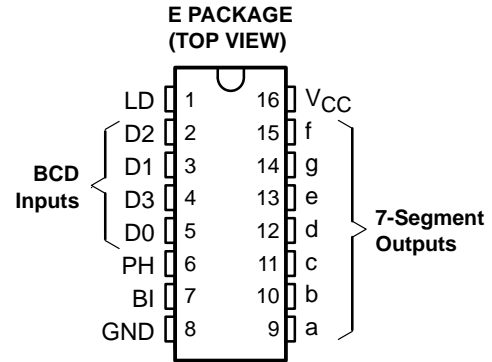 E PACKAGE
(TOP VIEW)
LD 1 16 VCC
D2 2 15 f
D1 3 14 g
D3 4 13 e
D0 5 12 d
PH 6 11 c
BI 7 10 b
GND 8 9 a
BCD
Inputs
7-Segment
Outputs